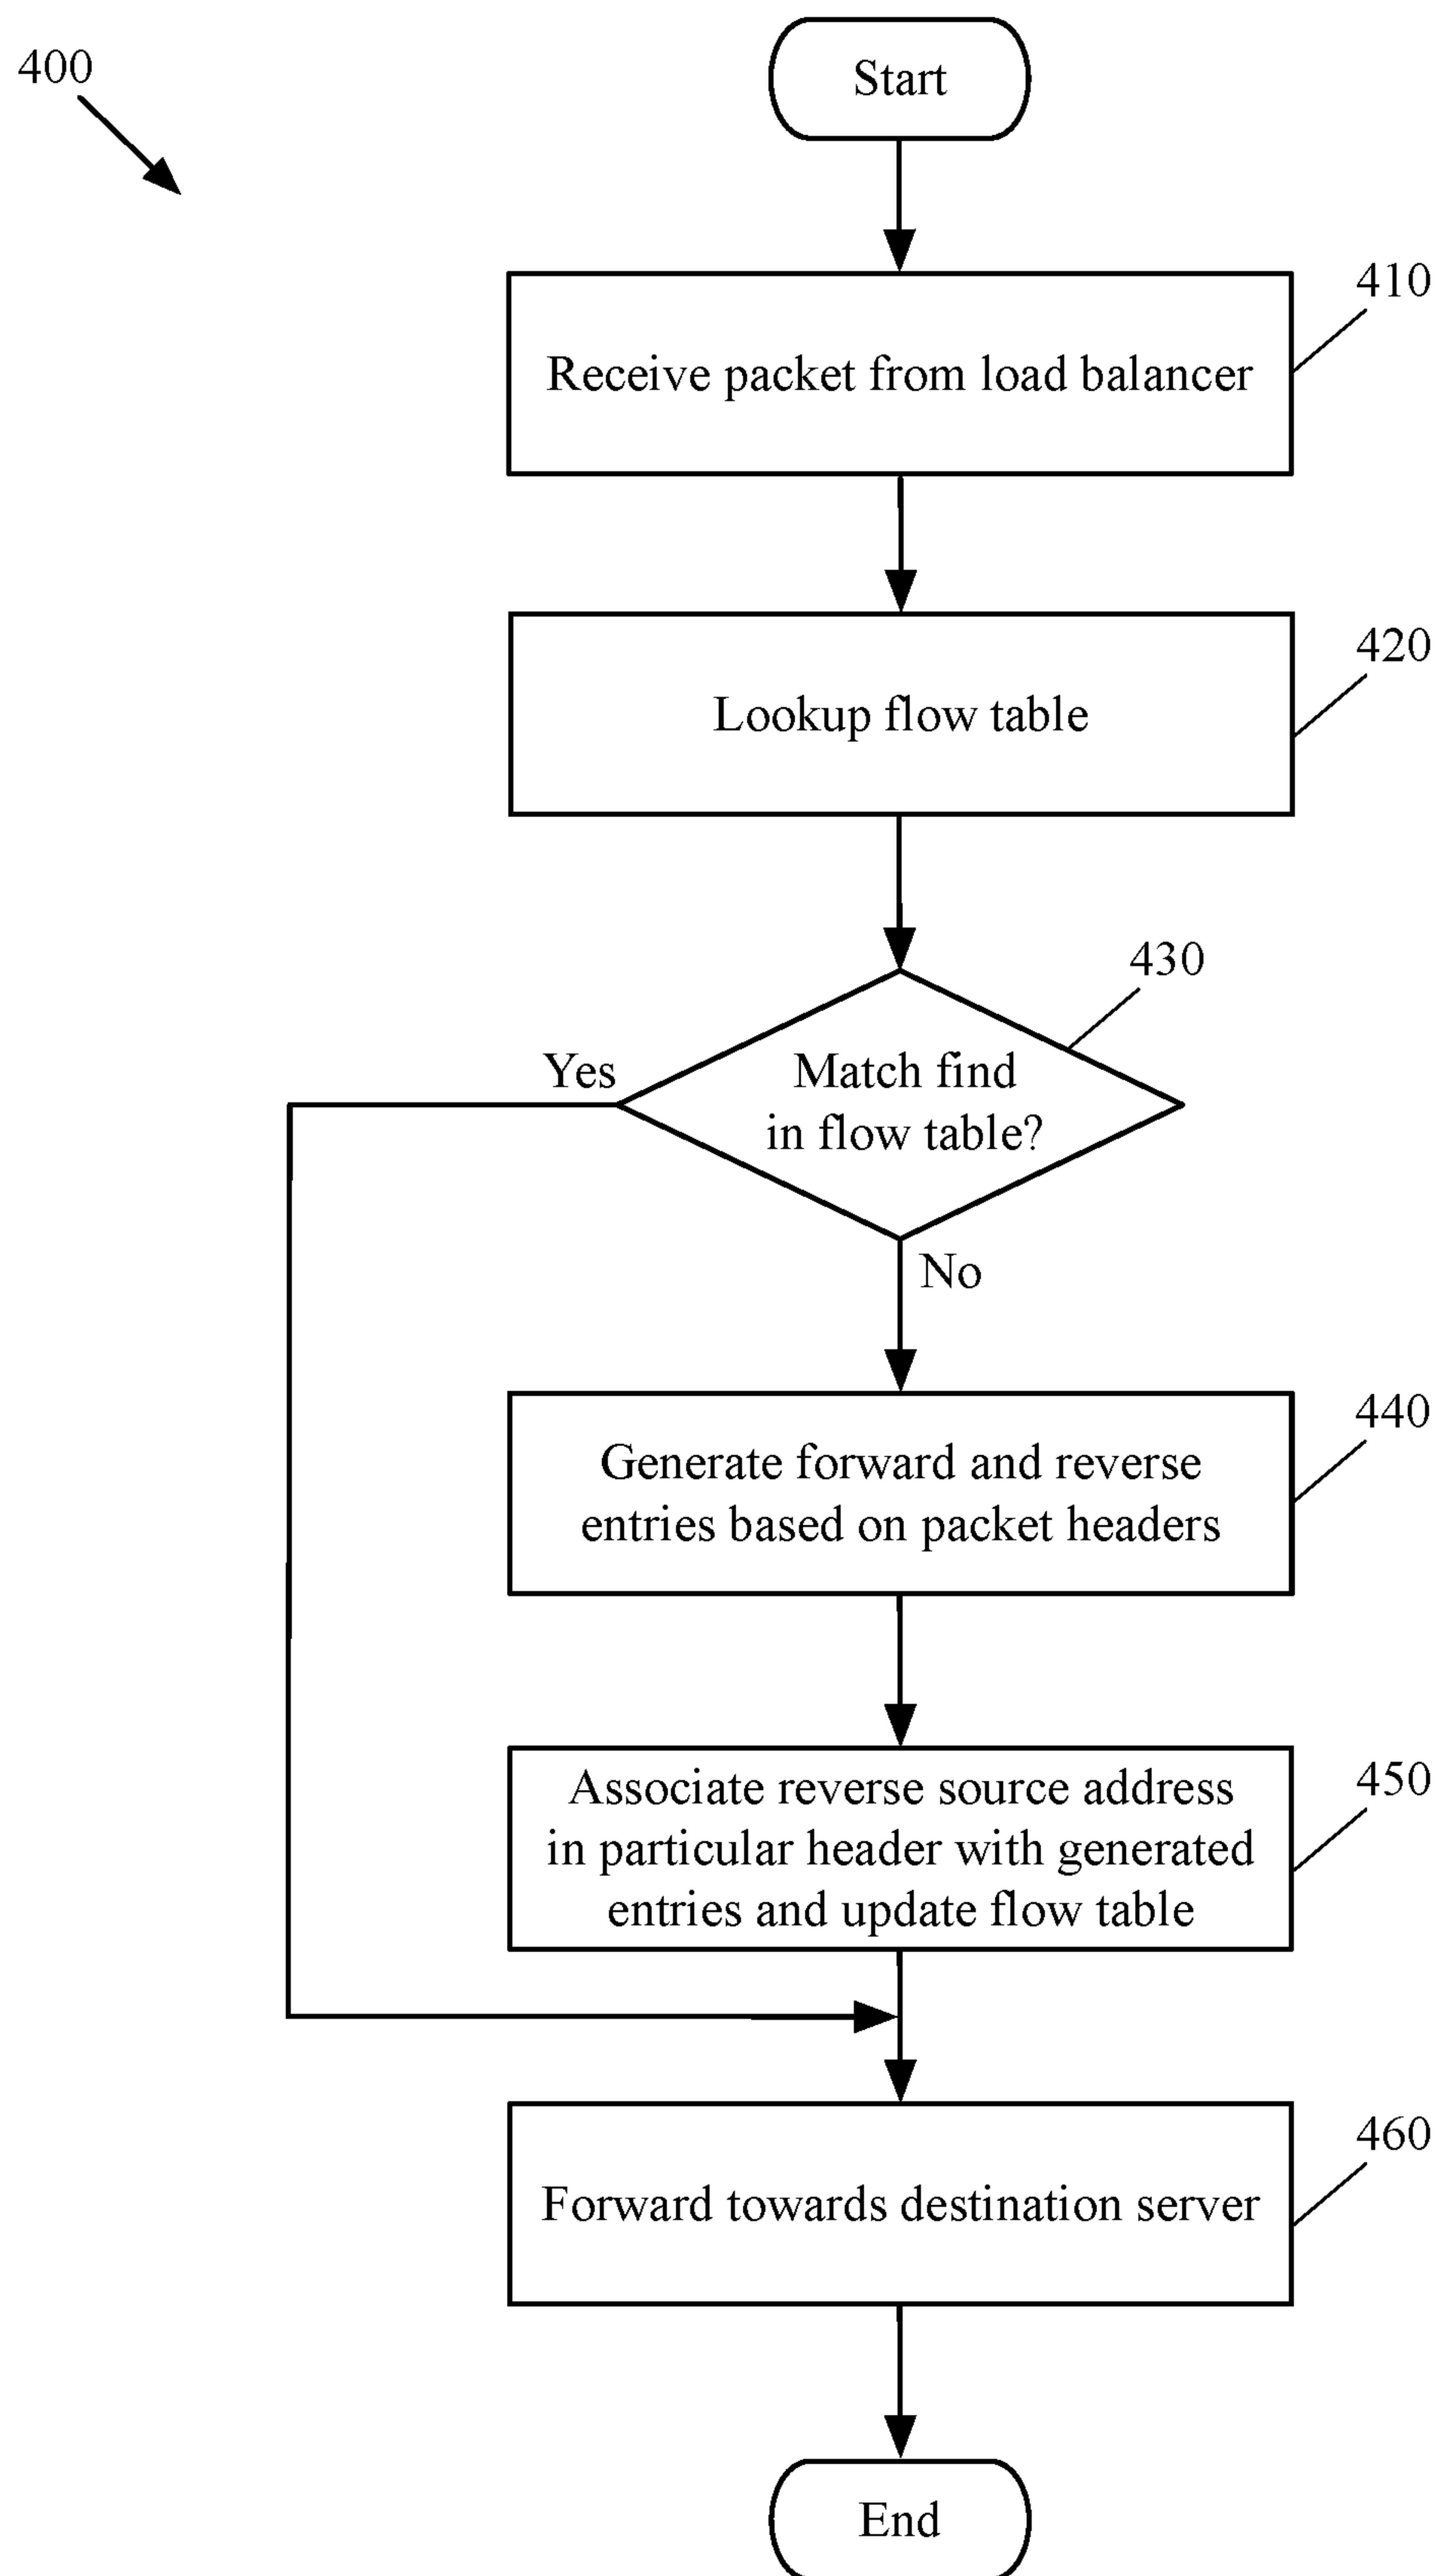 400
Start
410
Receive packet from load balancer
420
Lookup flow table
430
Yes
Match find
in flow table?
No
440
Generate forward and reverse
entries based on packet headers
450
Associate reverse source address
in particular header with generated
entries and update flow table
460
Forward towards destination server
End